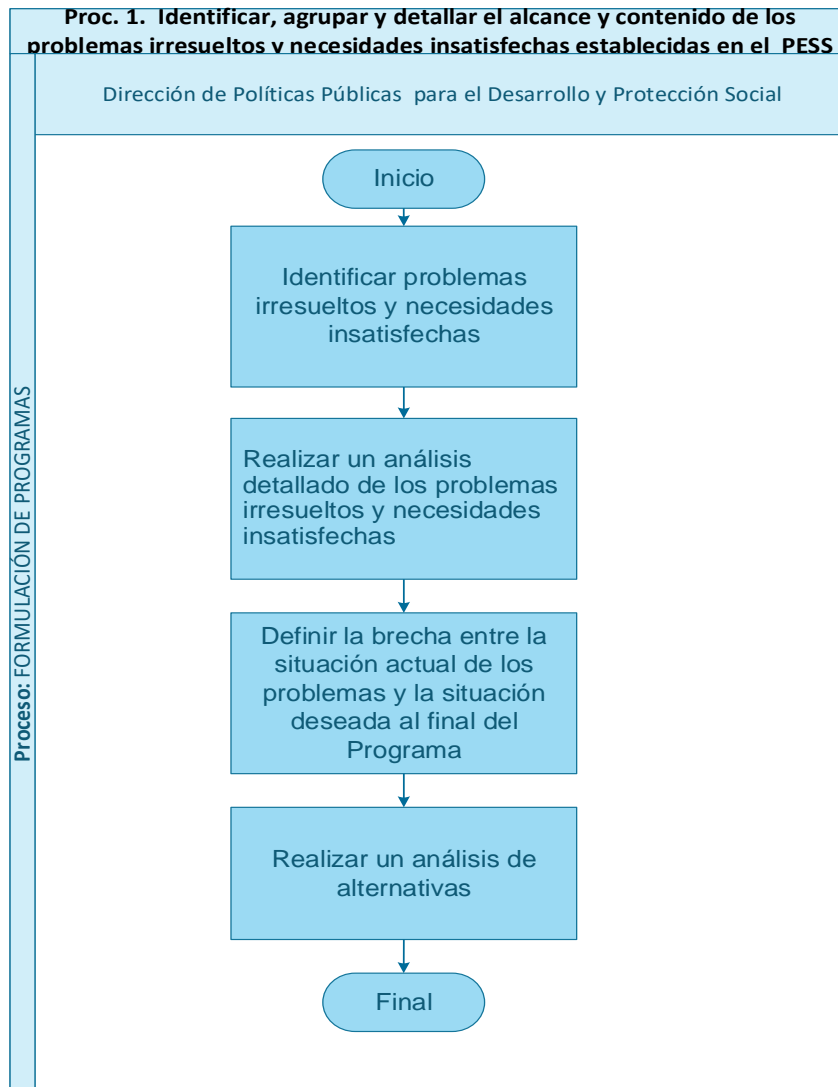 Proc. 1. Identificar, agrupar y detallar el alcance y contenido de los
problemas irresueltos y necesidades insatisfechas establecidas en el PESS
Dirección de Políticas Públicas para el Desarrollo y Protección Social
Proceso: FORMULACIÓN DE PROGRAMAS
Inicio
Identificar problemas
irresueltos y necesidades
insatisfechas
Realizar un análisis
detallado de los problemas
irresueltos y necesidades
insatisfechas
Definir la brecha entre la
situación actual de los
problemas y la situación
deseada al final del
Programa
Realizar un análisis de
alternativas
Final